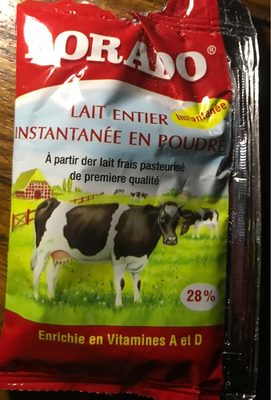 DORADO®
Instantanée
LAIT ENTIER
INSTANTANÉE EN POUDRE
À partir der lait frais pasteurisé
de premiere qualité
28%
Enrichie en Vitamines A et D